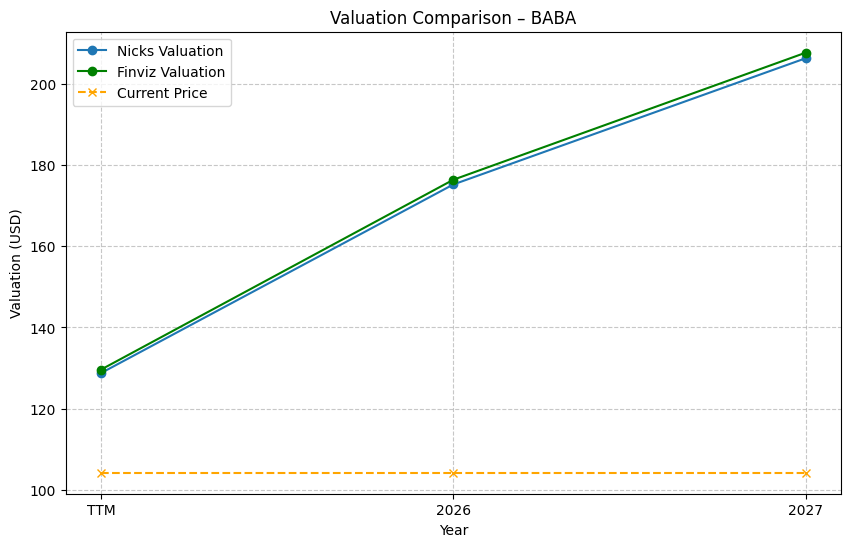 Valuation Comparison – BABA
Nicks Valuation
Finviz Valuation
Current Price
Valuation (USD)
200
180
160
140
120
100
TTM
2026
2027
Year